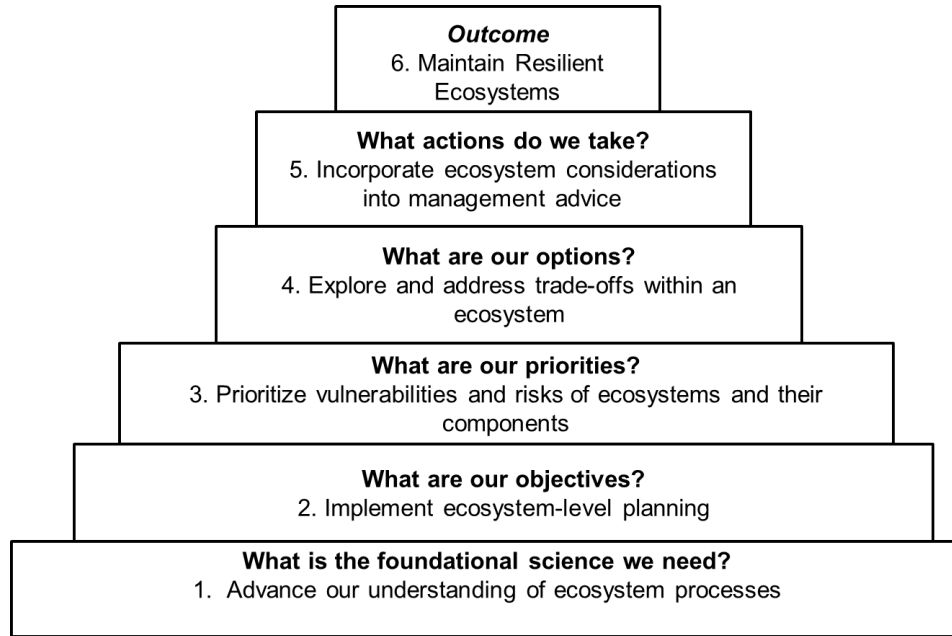 Outcome
6. Maintain Resilient
Ecosystems
What actions do we take?
5. Incorporate ecosystem considerations
into management advice
What are our options?
4. Explore and address trade-offs within an
ecosystem
What are our priorities?
3. Prioritize vulnerabilities and risks of ecosystems and their
components
What are our objectives?
2. Implement ecosystem-level planning
What is the foundational science we need?
1. Advance our understanding of ecosystem processes